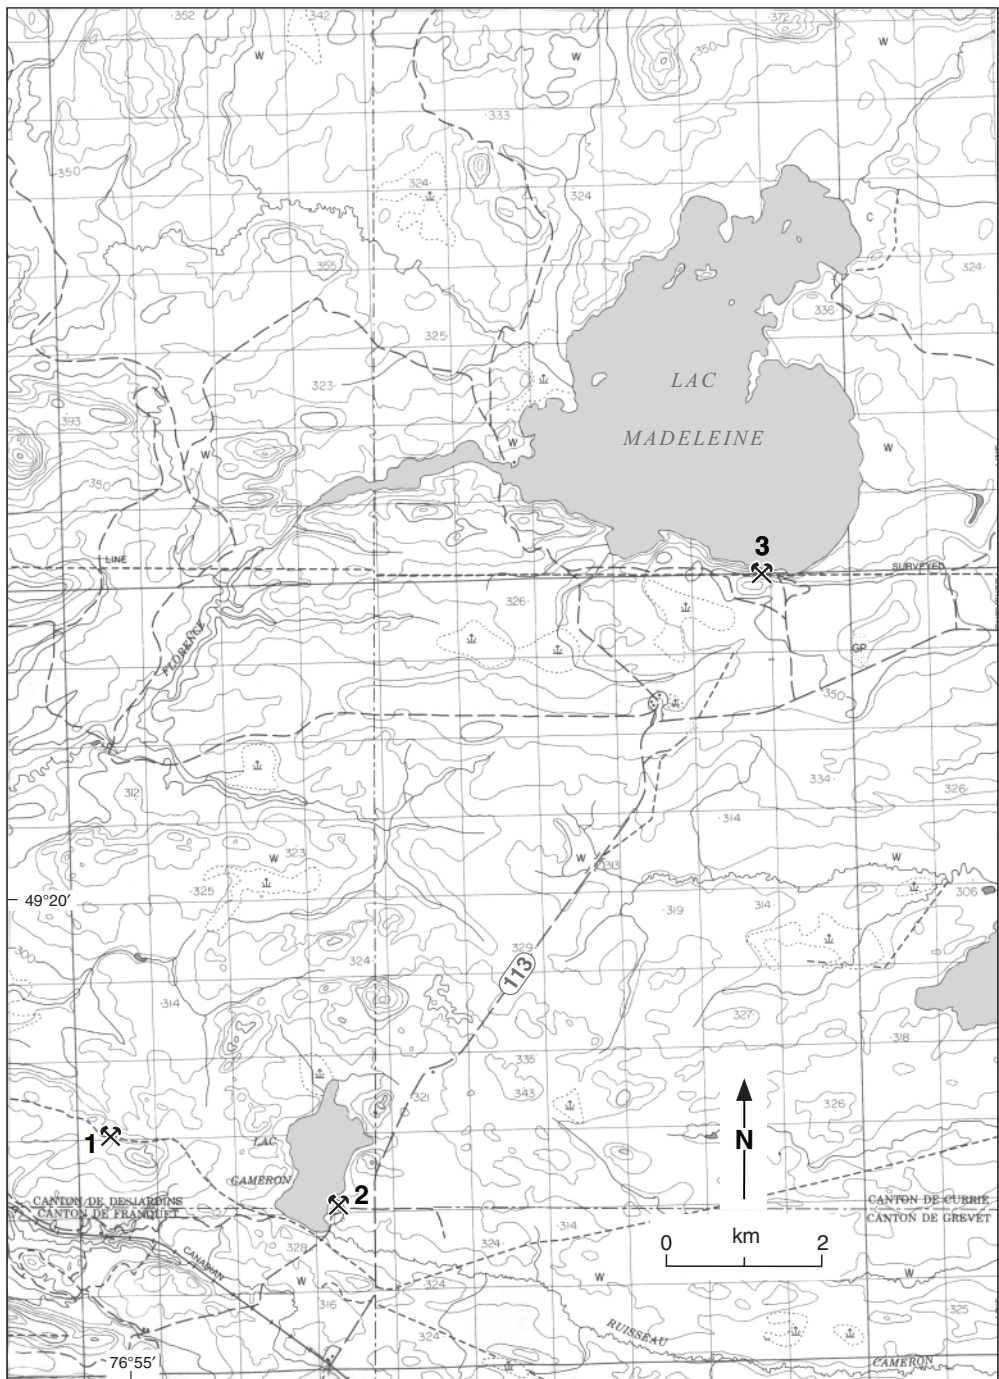 352
342
372
350
W
W
W
333
350
324
324
C
355
324
336
325
323
LAC
393
MADELEINE
W
W
W
350
3
LINE
SURVEYED
326
FLORENCE
GP
350
312
334
326
314
W
323
W
313
W
325
306
49°20′
319
314
300
329
324
113
314
327
318
335
321
343
326
1
LAC
N
CAMERON
2
CANTON DE DESJARDINS
CANTON DE CURRIE
CANTON DE FRANQUET
CANTON DE GREVET
314
km
328
324
0
2
CANADIAN
W
324
W
W
316
325
324
RUISSEAU
76°55′
CAMERON